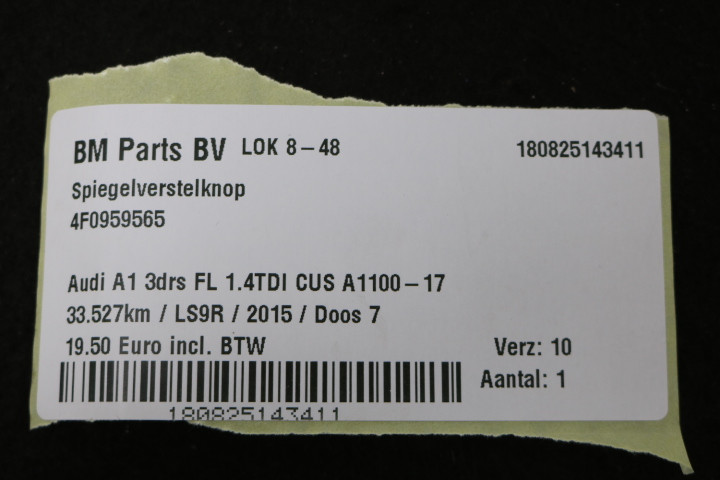 BM Parts BV LOK 8-48 180825143411
Spiegelverstelknop
4F0959565
Audi A1 3drs FL 1.4TDI CUS A1100-17
33.527km / LS9R / 2015 / Doos 7
19.50 Euro incl. BTW Verz: 10
Aantal: 1
180825143411